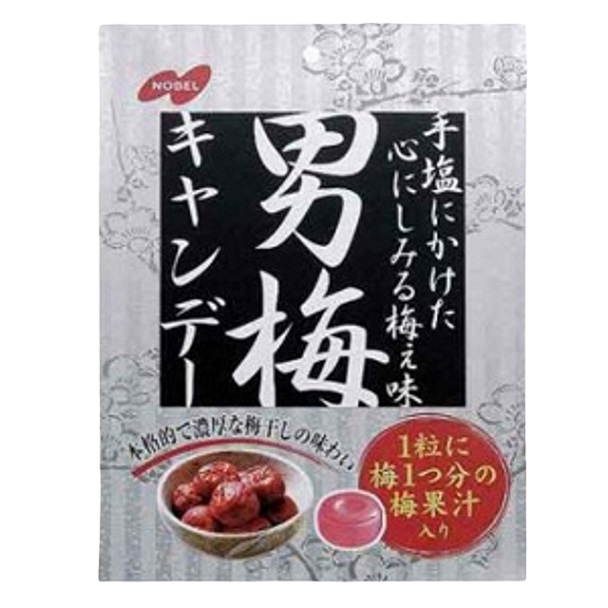 NOBEL
手塩にかけた
心にしみる梅ぇ味
男梅
キャンデー
本格的で濃厚な梅干しの味わい
1粒に
梅1つ分の
梅果汁
入り